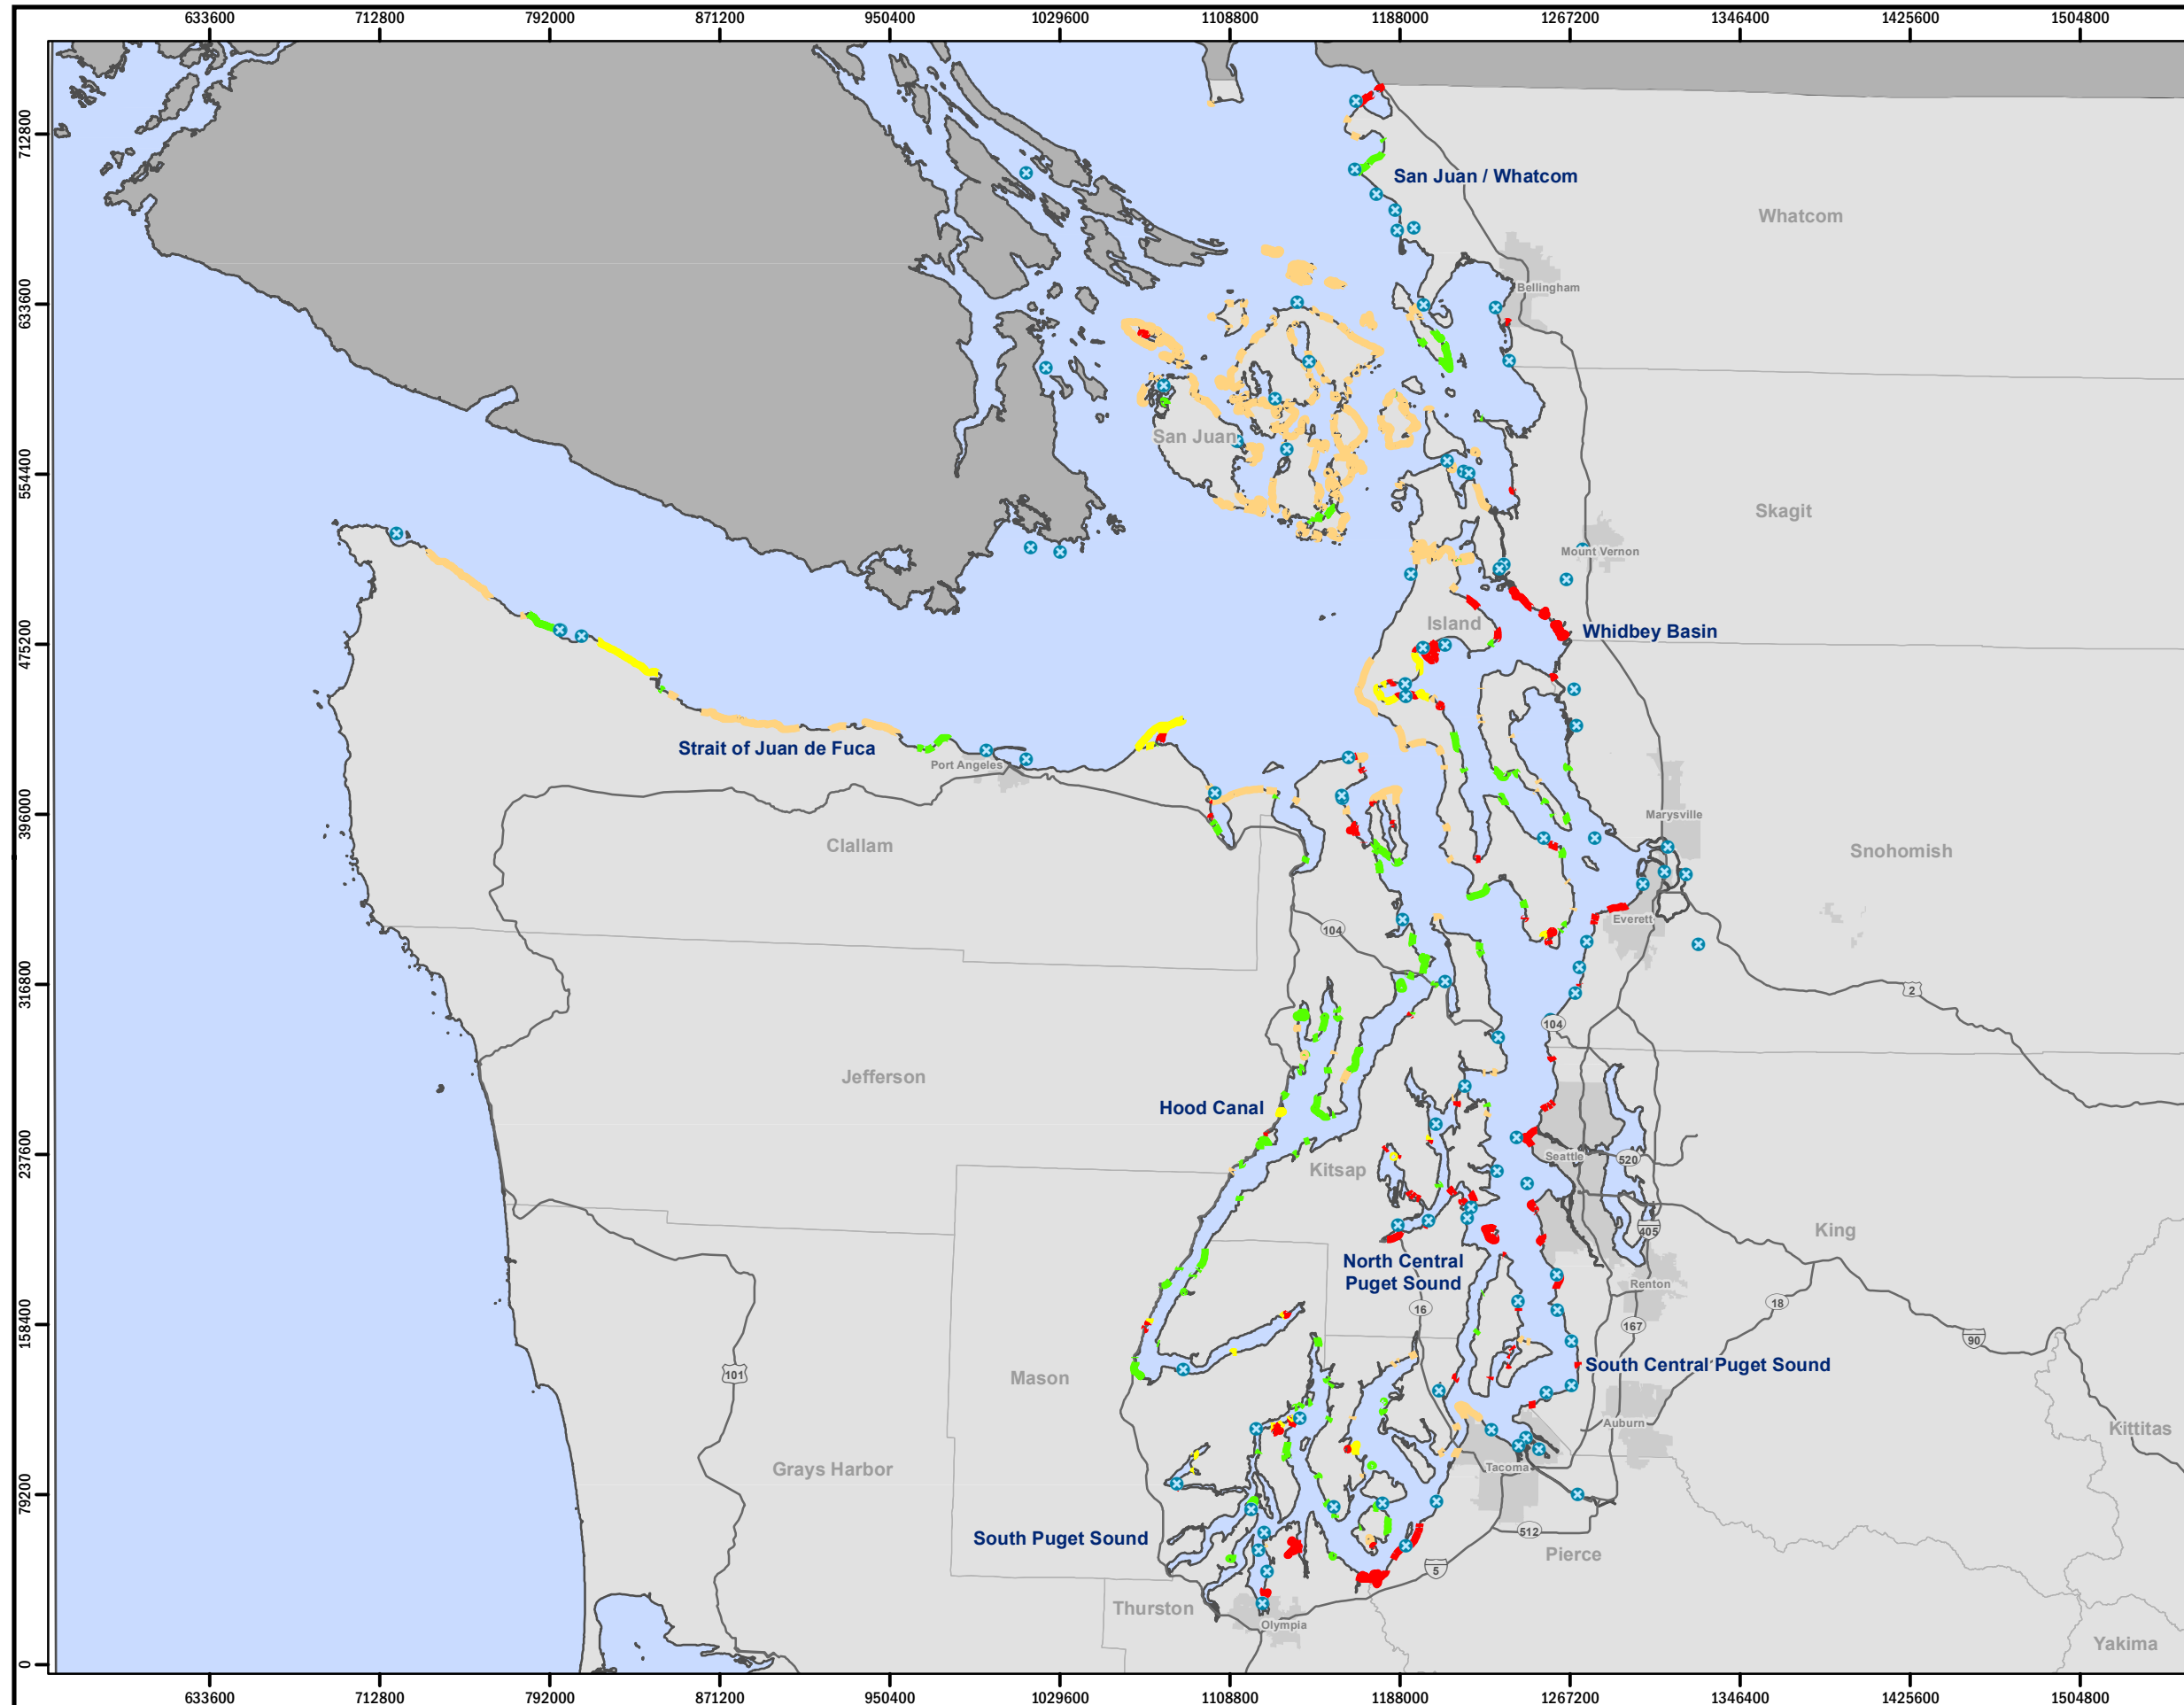 633600 712800 792000 871200 950400 1029600 1108800 1188000 1267200 1346400 1425600 1504800
712800
San Juan / Whatcom
Whatcom
Bellingham
633600
San Juan
554400
Skagit
Mount Vernon
Island
Whidbey Basin
475200
Strait of Juan de Fuca
Port Angeles
396000
Marysville
Clallam
Snohomish
Everett
104
316800
2
104
Jefferson
Hood Canal
237600
Seattle
520
Kitsap
King
405
North Central
Puget Sound
Renton
16
18
158400
167
90
South Central Puget Sound
101
Mason
Auburn
Kittitas
Grays Harbor
Tacoma
79200
512
South Puget Sound
Pierce
5
Thurston
Olympia
Yakima
0
633600 712800 792000 871200 950400 1029600 1108800 1188000 1267200 1346400 1425600 1504800